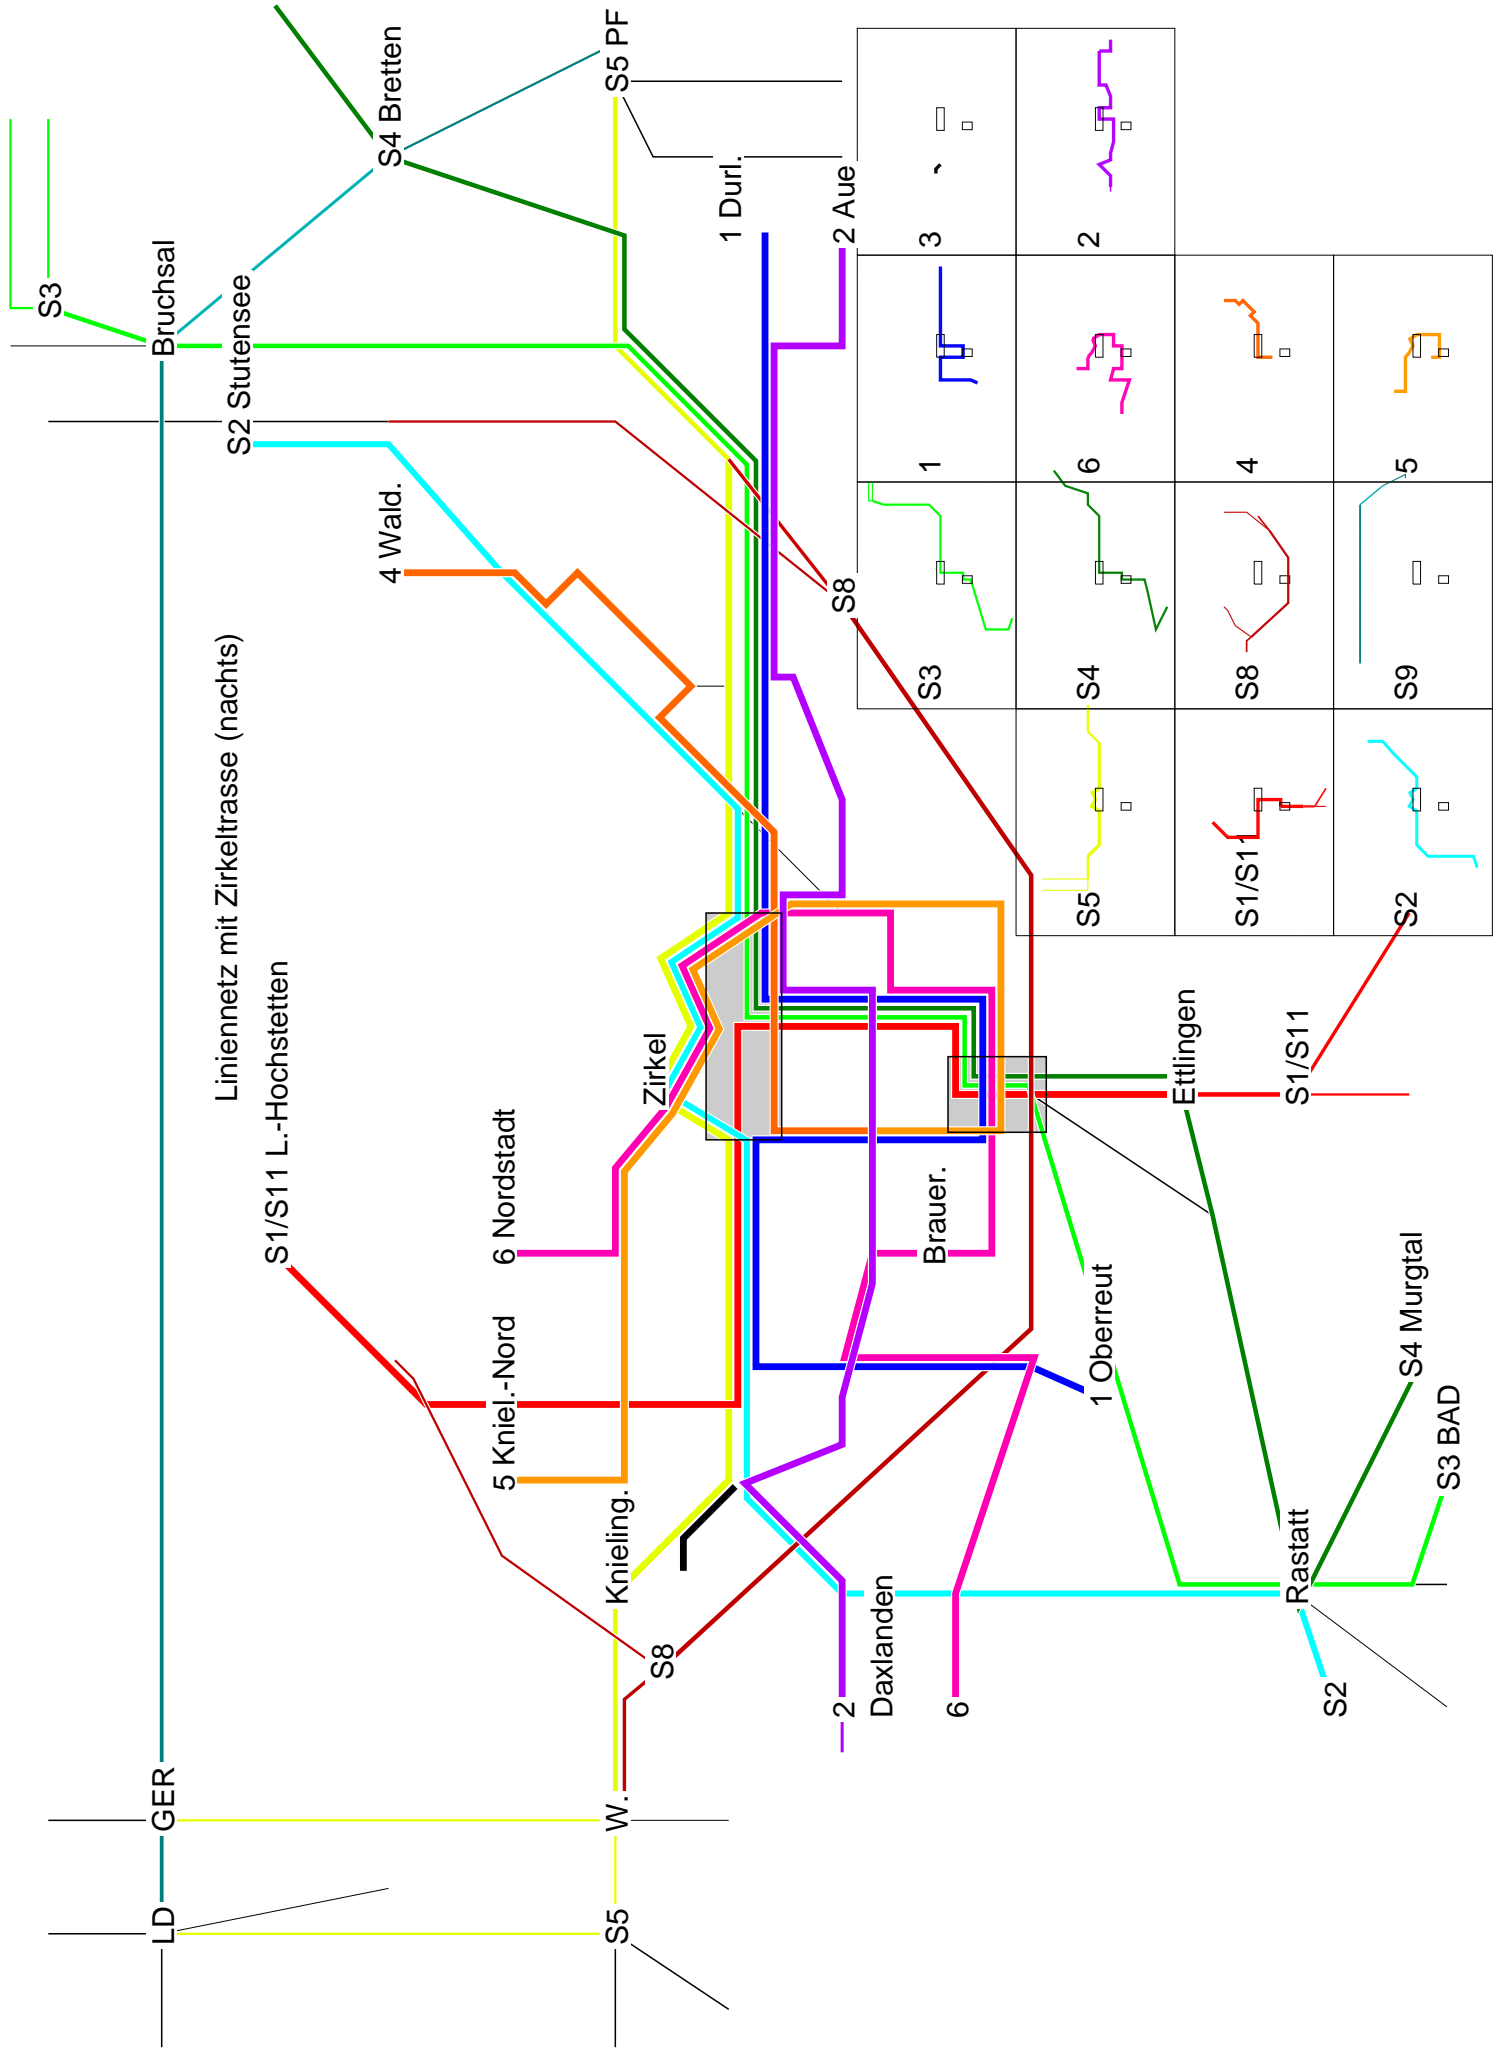 Liniennetz mit Zirkeltrasse (nachts)
LD
GER
Bruchsal
S3
S2 Stutensee
S1/S11 L.-Hochstetten
4 Wald.
S4 Bretten
5 Kniel.-Nord
6 Nordstadt
S5
W.
Knieling.
S5 PF
S8
Zirkel
1 Durl.
2
2 Aue
S8
Daxlanden
6
Brauer.
1 Oberreut
Ettlingen
Rastatt
S1/S11
S2
S4 Murgtal
S3 BAD
S3
1
3
S5
S4
6
2
S1/S11
S8
4
S2
S9
5